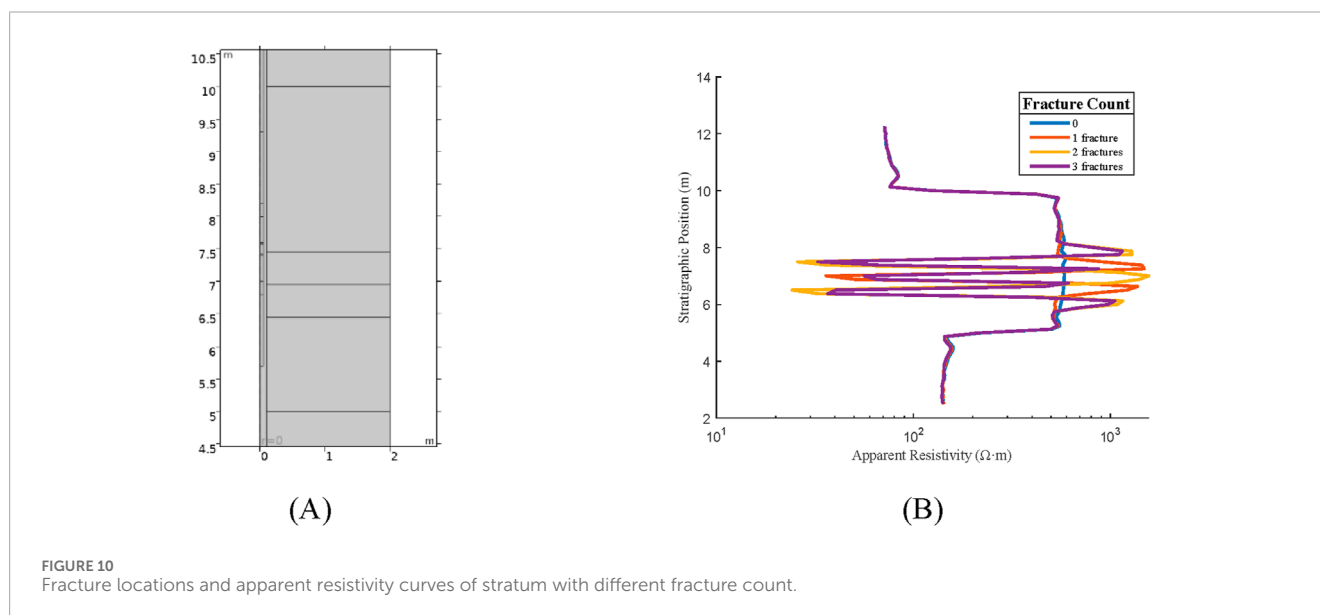 10.5
m
10
9.5
9
8.5
8
7.5
7
6.5
6
5.5
5
4.5
r=0
m
0
1
2
(A)
14
12
10
8
6
4
2
Stratigraphic Position (m)
Fracture Count
0
1 fracture
2 fractures
3 fractures
10¹
10²
10³
Apparent Resistivity (Ω·m)
(B)
FIGURE 10
Fracture locations and apparent resistivity curves of stratum with different fracture count.